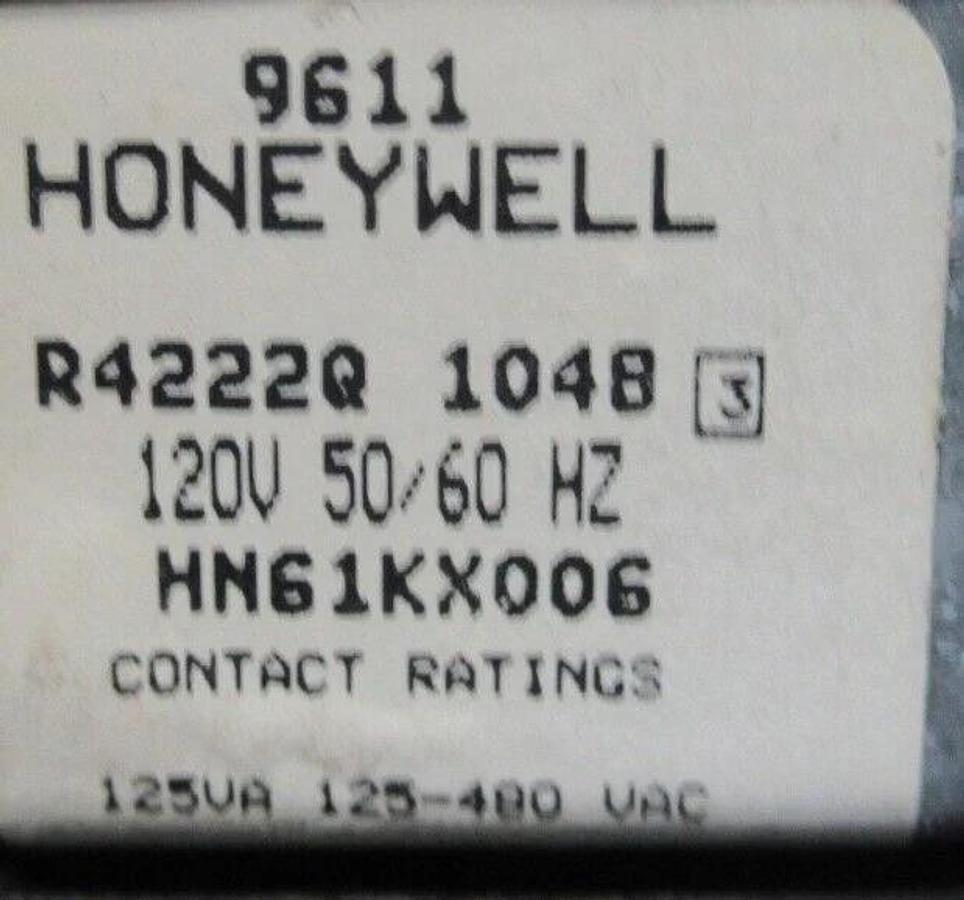 9611
HONEYWELL
R4222Q 1048 3
120V 50/60 HZ
HN61KX006
CONTACT RATINGS
125VA 125-480 VAC